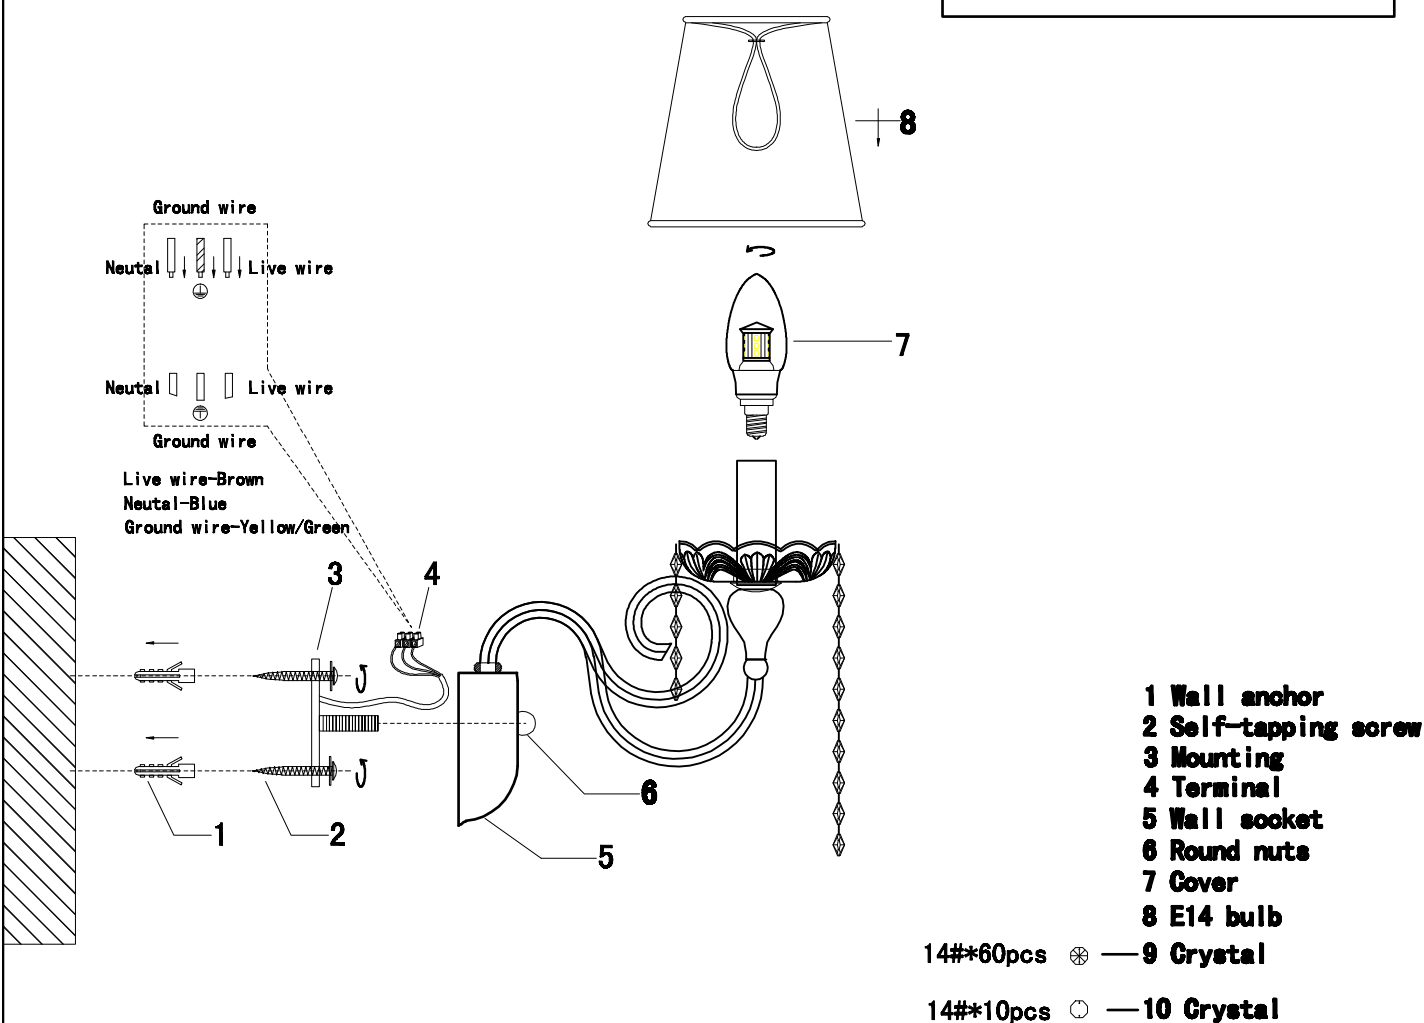 8
Ground wire
Neutal Live wire
7
Neutal Live wire
Ground wire
Live wire-Brown
Neutal-Blue
Ground wire-Yellow/Green
3 4
6
1 2
5
1 Wall anchor
2 Self-tapping screw
3 Mounting
4 Terminal
5 Wall socket
6 Round nuts
7 Cover
8 E14 bulb
14#*60pcs 9 Crystal
14#*10pcs 10 Crystal